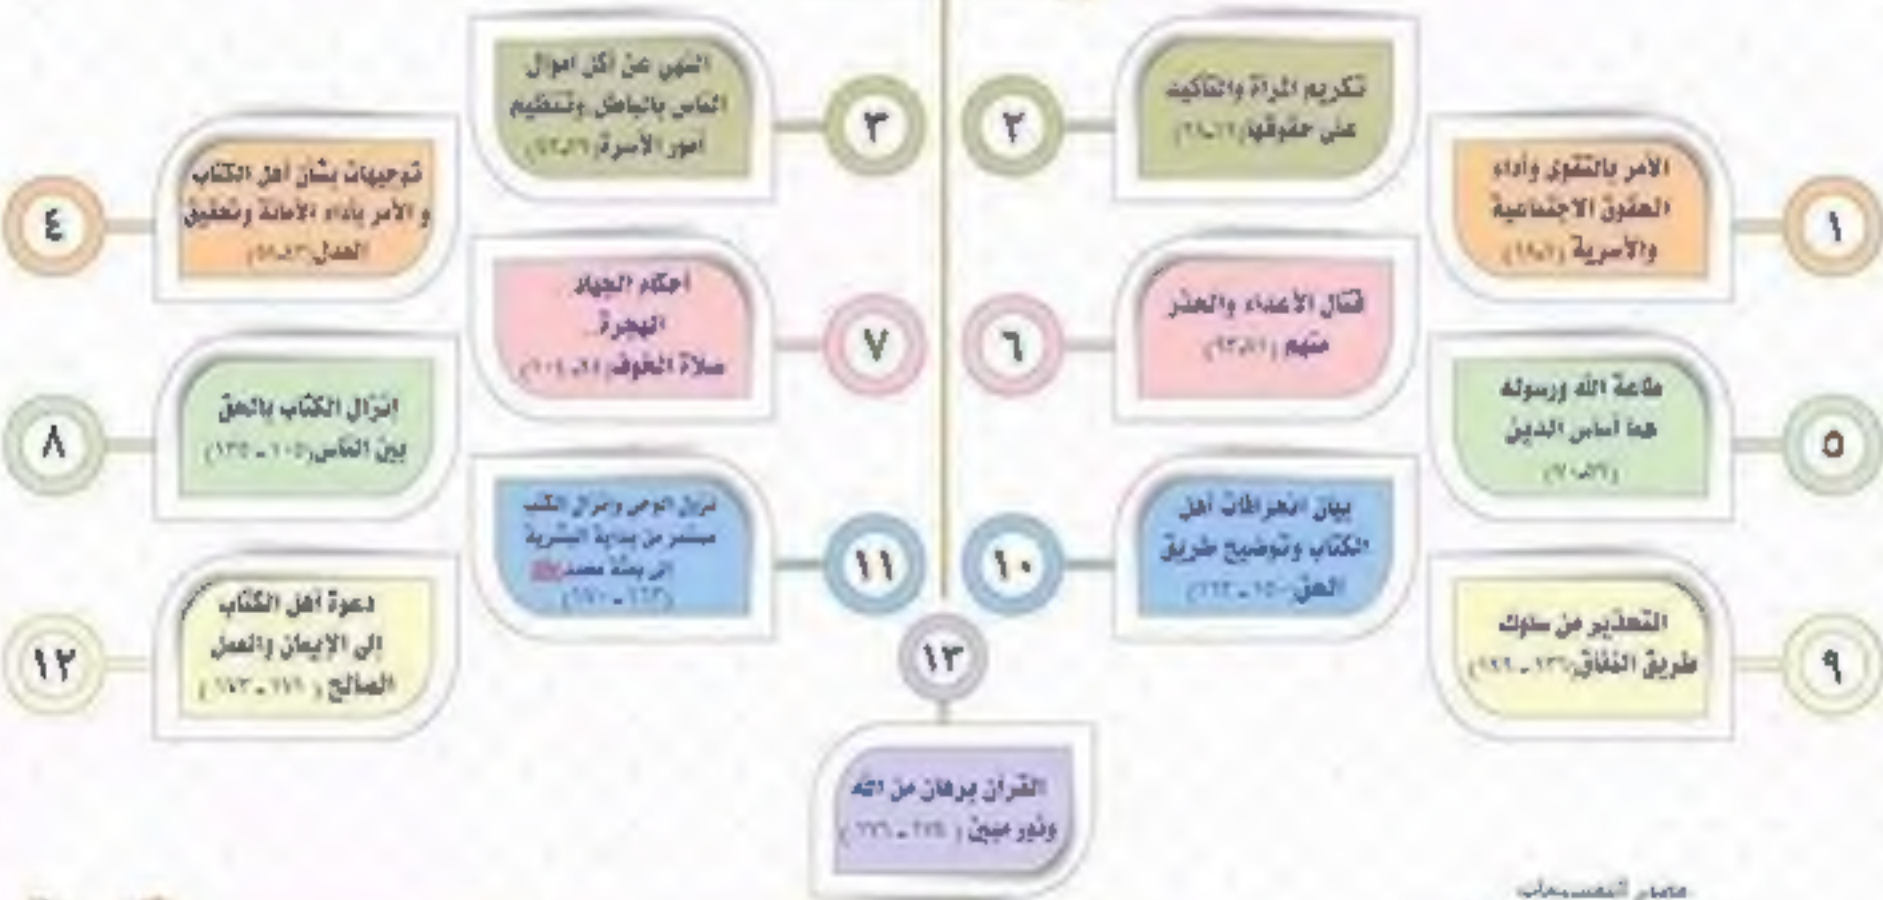 ١
الأمر بالتقوى وأداء
الحقوق الاجتماعية
والأسرية
٢
تكريم المرأة والتأكيد
على حقوقها
٣
النهي عن أكل أموال
الناس بالباطل وتنظيم
أمور الأسرة
٤
توجيهات بشأن أهل الكتاب
و الأمر بأداء الأمانة وتحقيق
العدل
٥
طاعة الله ورسوله
هما أساس الدين
٦
قتال الأعداء والحذر
منهم
٧
أحكام الجهاد
الهجرة
صلاة الخوف
٨
إنزال الكتاب بالحق
بين الناس (١٠٥ - ١٣٥)
٩
التحذير من سلوك
طريق النفاق
١٠
بيان انحرافات أهل
الكتاب وتوضيح طريق
الحق
١١
الوحي وإنزال الكتب
مستمر من بداية البشرية
إلى بعثة محمد
١٢
دعوة أهل الكتاب
إلى الإيمان والعمل
الصالح
١٣
القرآن برهان من الله
ونور مبين